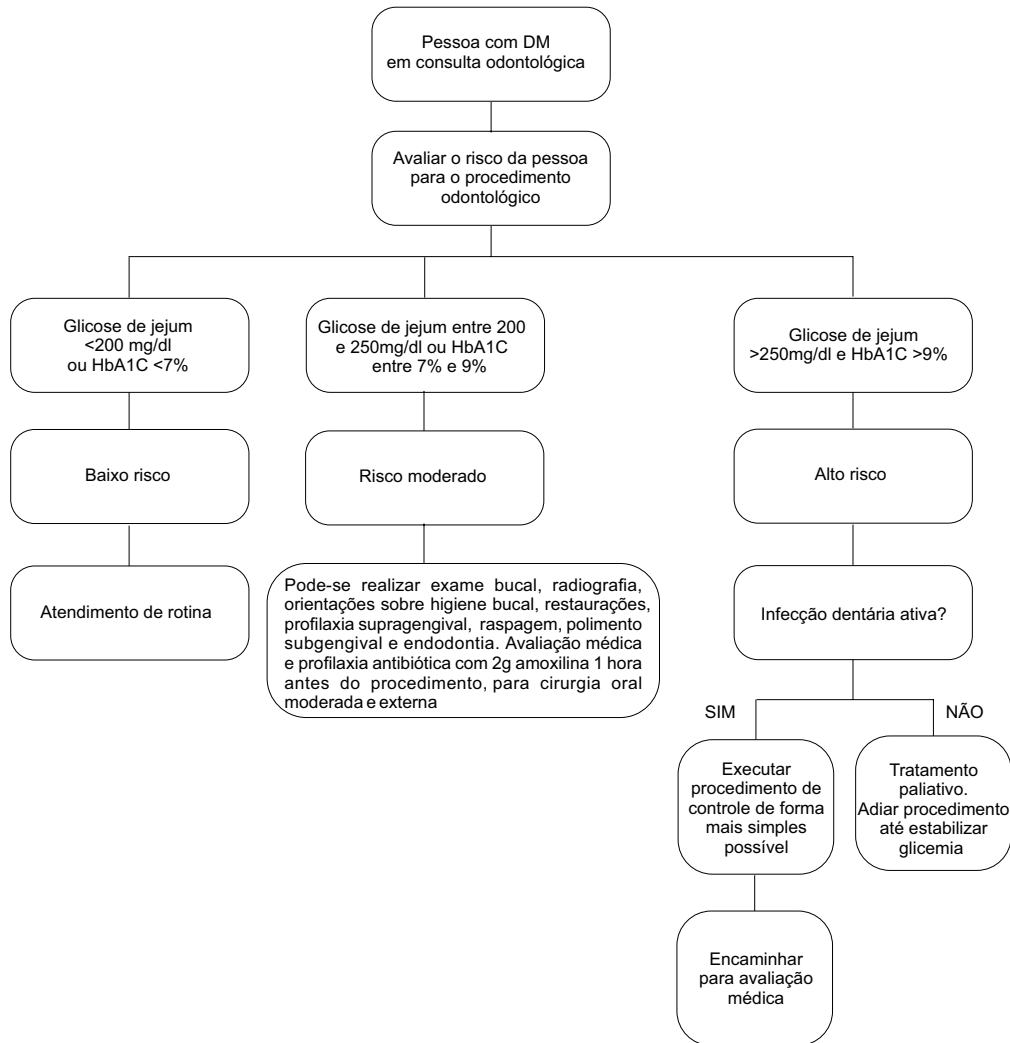 Pessoa com DM
em consulta odontológica
Avaliar o risco da pessoa
para o procedimento
odontológico
Glicose de jejum
<200 mg/dl
ou HbA1C <7%
Glicose de jejum entre 200
e 250mg/dl ou HbA1C
entre 7% e 9%
Glicose de jejum
>250mg/dl e HbA1C >9%
Baixo risco
Risco moderado
Alto risco
Atendimento de rotina
Pode-se realizar exame bucal, radiografia,
orientações sobre higiene bucal, restaurações,
profilaxia supragengival, raspagem, polimento
subgengival e endodontia. Avaliação médica
e profilaxia antibiótica com 2g amoxilina 1 hora
antes do procedimento, para cirurgia oral
moderada e externa
Infecção dentária ativa?
SIM
NÃO
Executar
procedimento de
controle de forma
mais simples
possível
Tratamento
paliativo.
Adiar procedimento
até estabilizar
glicemia
Encaminhar
para avaliação
médica